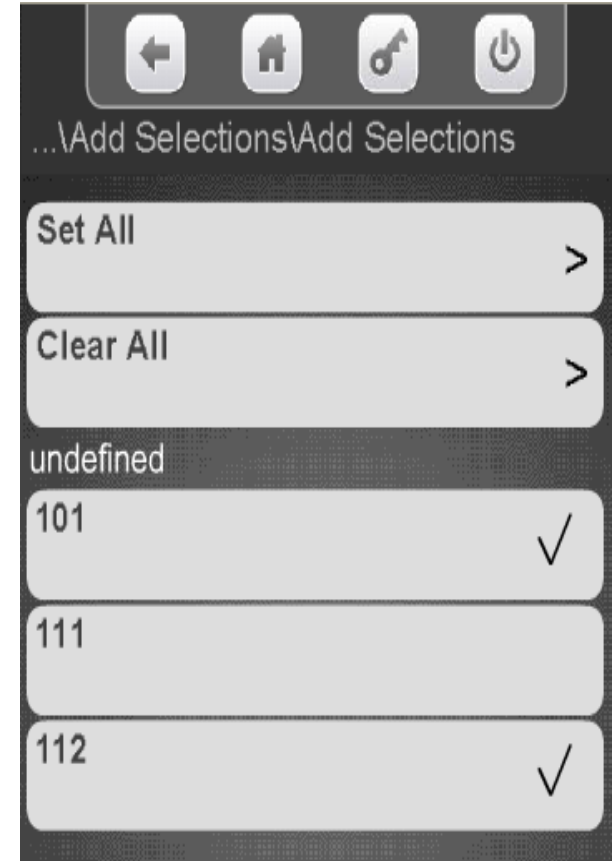 ...\Add Selections\Add Selections
Set All
>
Clear All
>
undefined
101
111
112